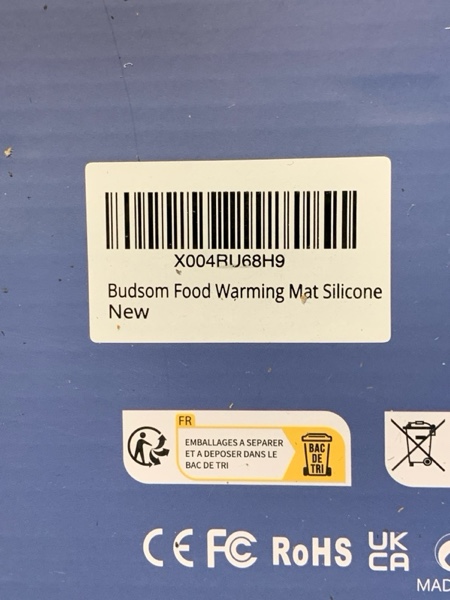 X004RU68H9
Budsom Food Warming Mat Silicone
New
FR
EMBALLAGES A SEPARER
ET A DEPOSER DANS LE
BAC DE TRI
BAC
DE
TRI
CE FC RoHS UK
CA
MAD